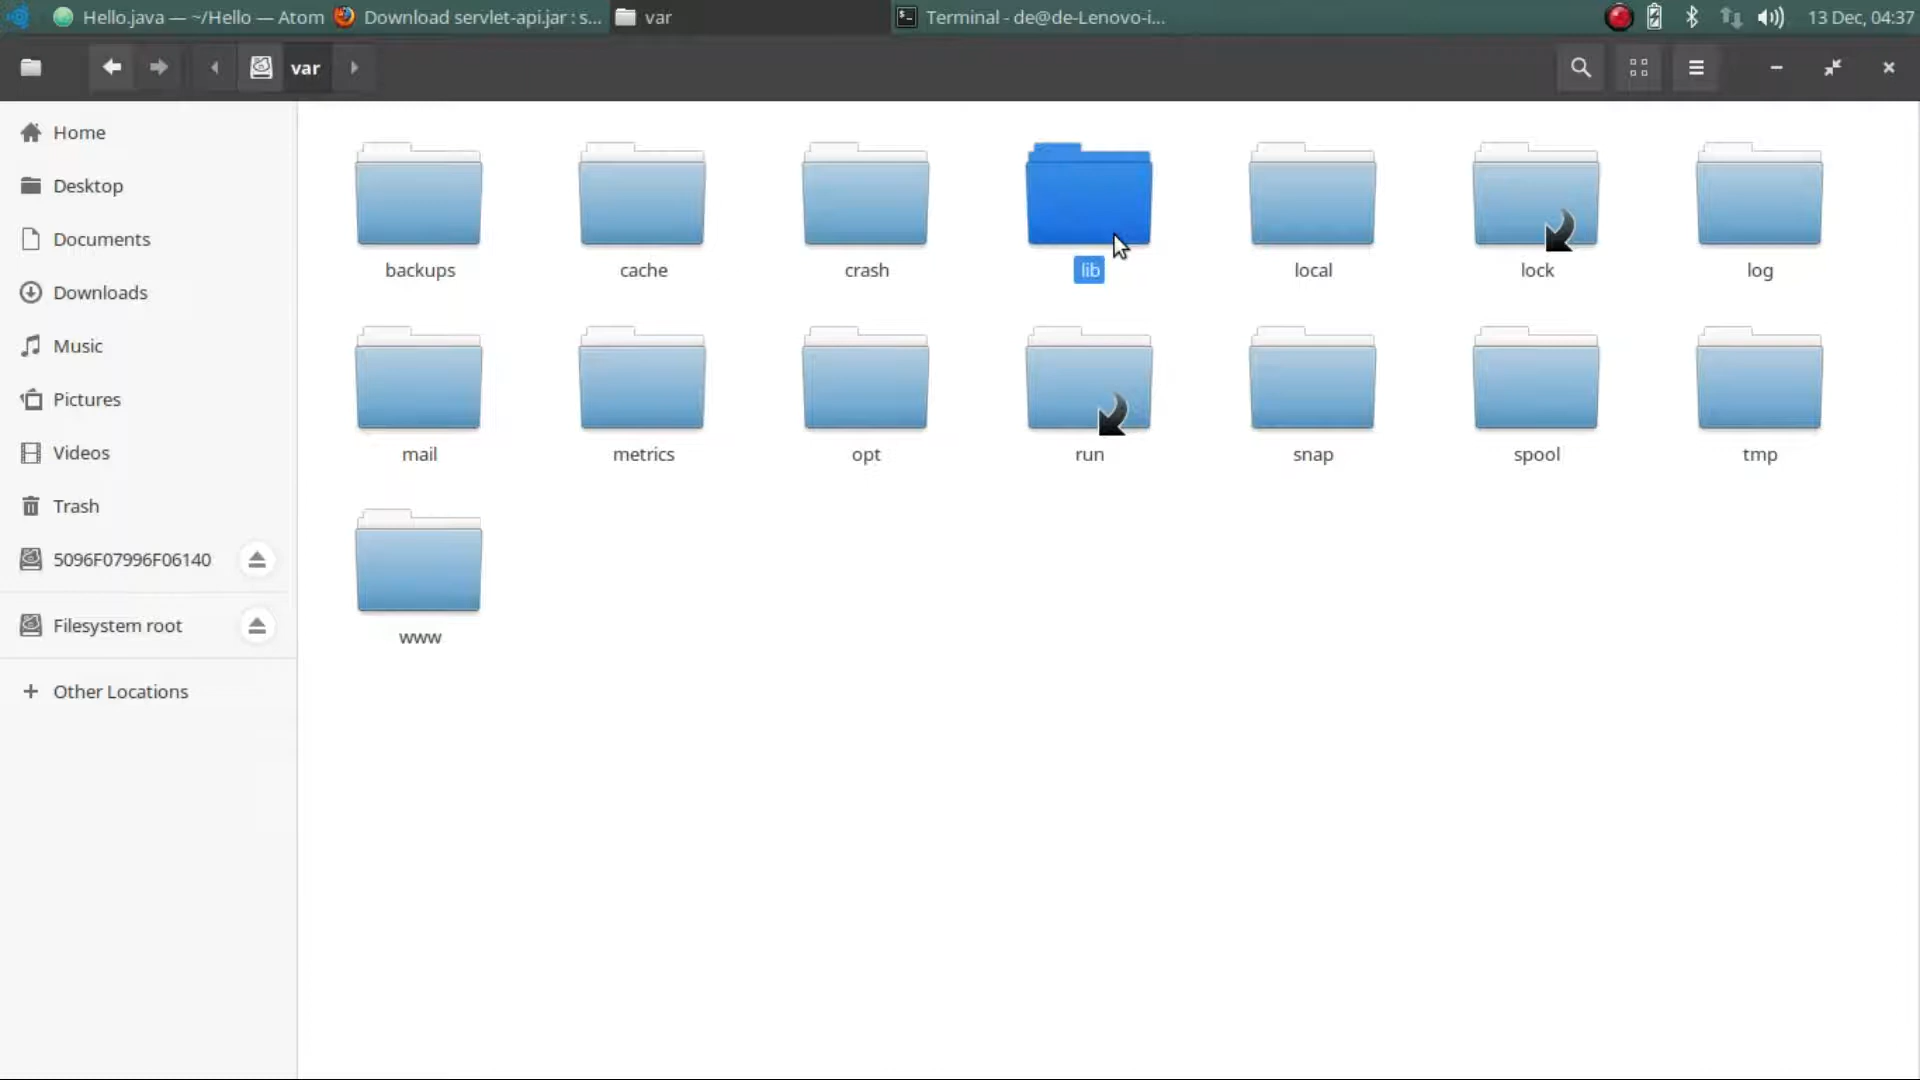 Hello.java — ~/Hello — Atom
Download servlet-api.jar : s...
var
Terminal - de@de-Lenovo-i...
13 Dec, 04:37
var
Home
Desktop
Documents
Downloads
Music
Pictures
Videos
Trash
5096F07996F06140
Filesystem root
Other Locations
backups
cache
crash
lib
local
lock
log
mail
metrics
opt
run
snap
spool
tmp
www